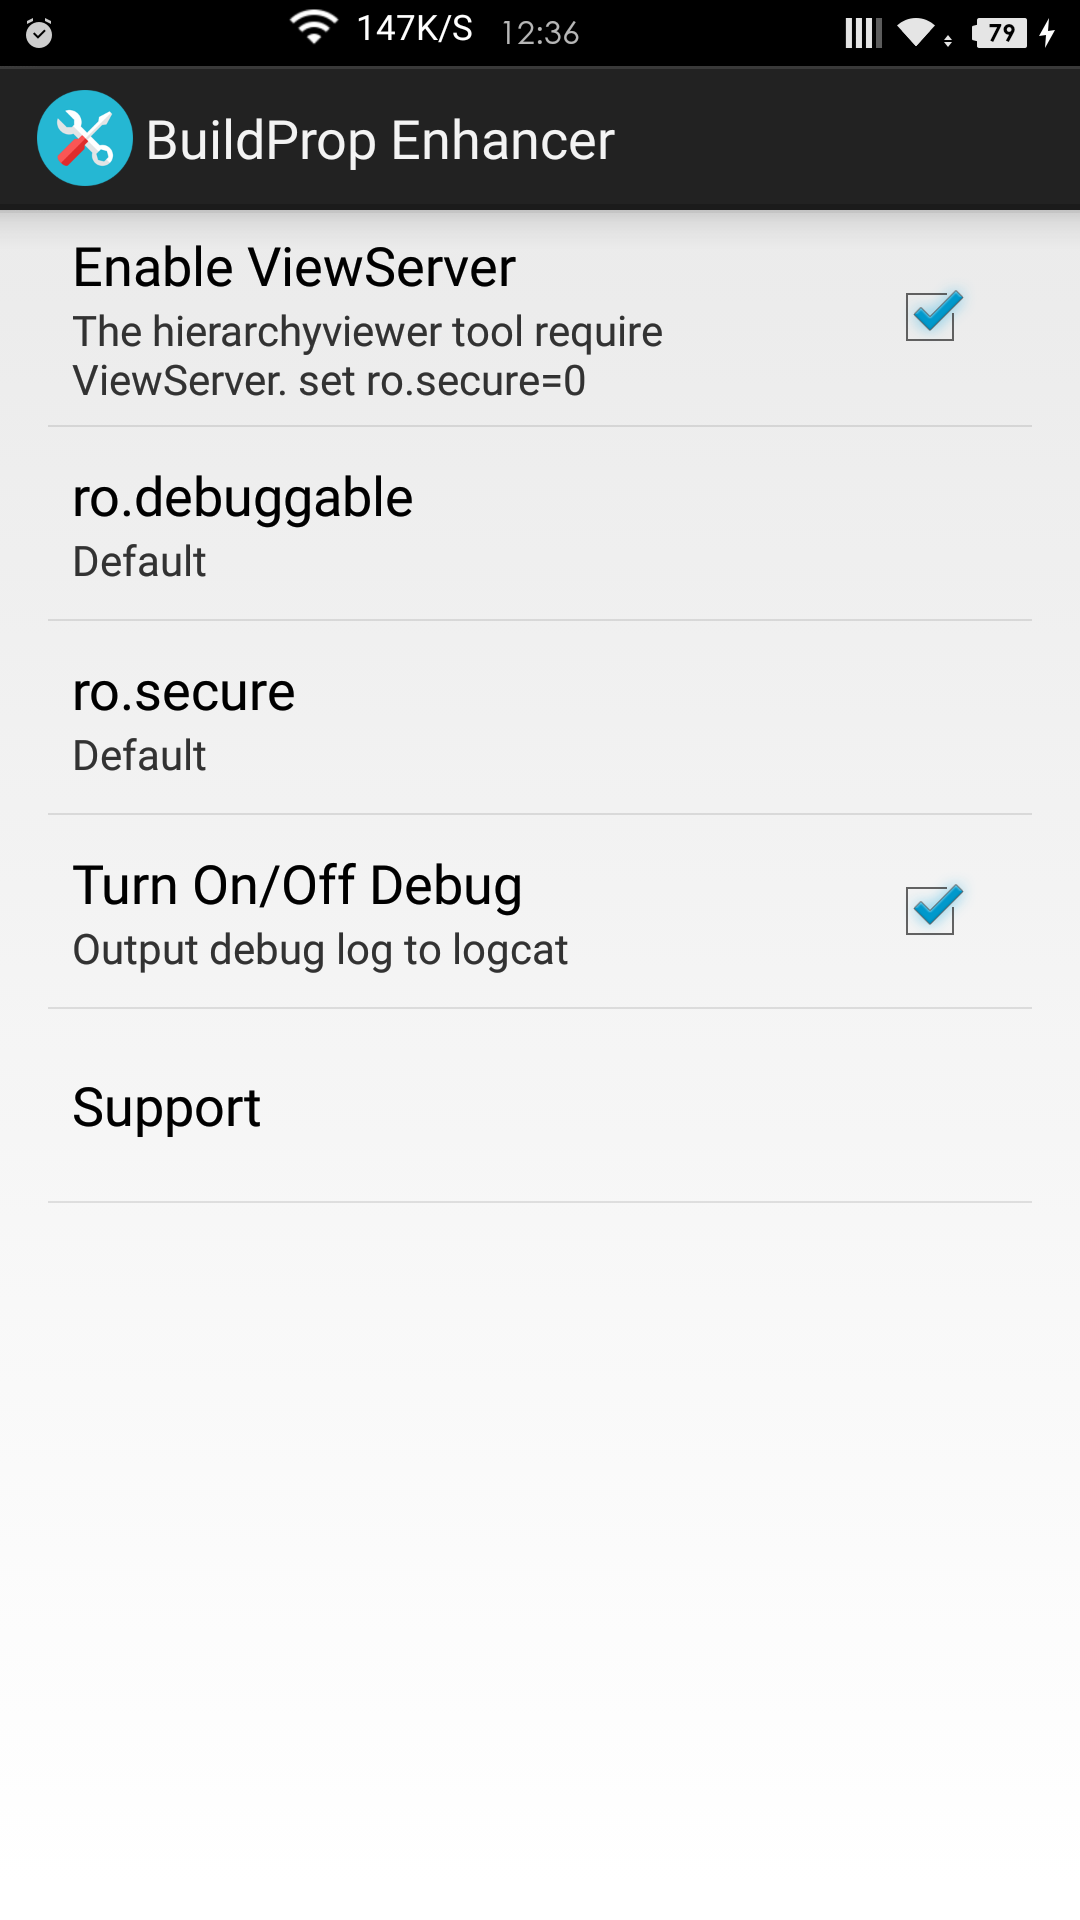 147K/S 12:36 79
BuildProp Enhancer
Enable ViewServer
The hierarchyviewer tool require
ViewServer. set ro.secure=0
ro.debuggable
Default
ro.secure
Default
Turn On/Off Debug
Output debug log to logcat
Support